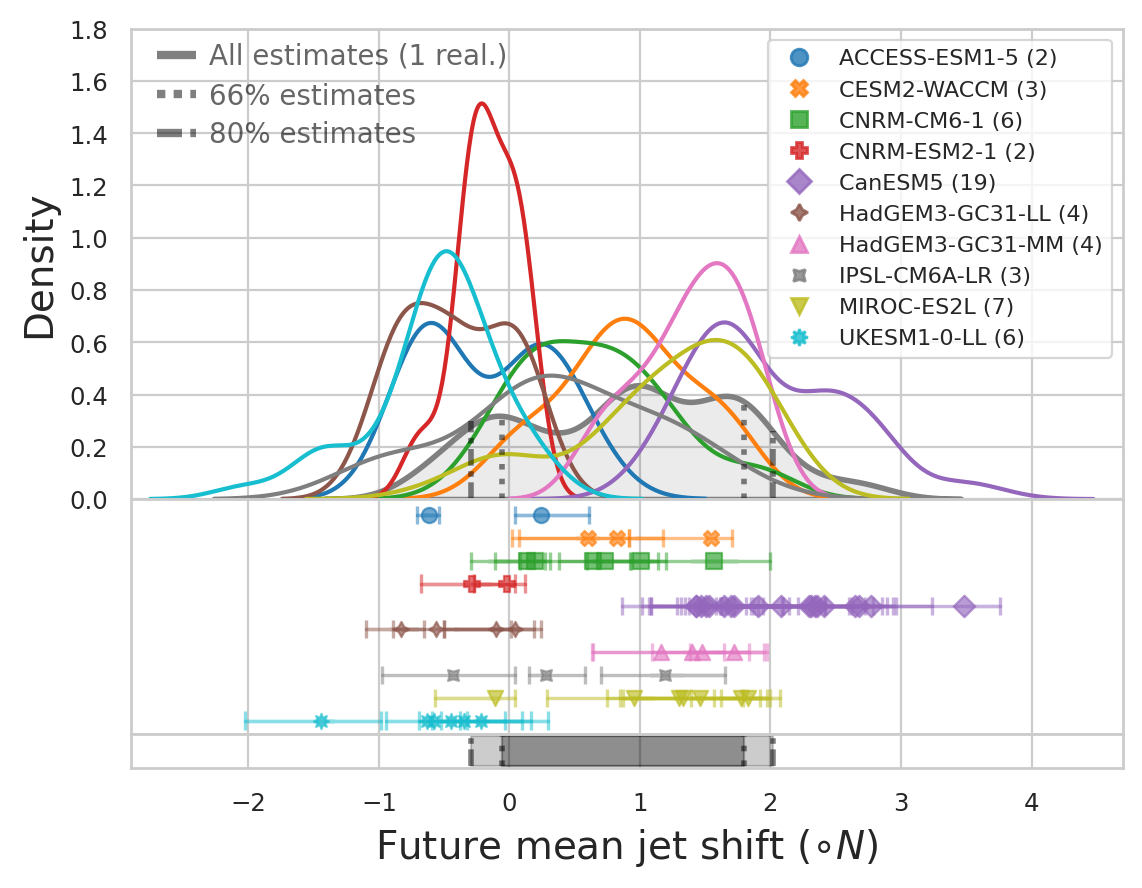 1.8
1.6
1.4
1.2
1.0
0.8
0.6
0.4
0.2
0.0
Density
All estimates (1 real.)
66% estimates
80% estimates
ACCESS-ESM1-5 (2)
CESM2-WACCM (3)
CNRM-CM6-1 (6)
CNRM-ESM2-1 (2)
CanESM5 (19)
HadGEM3-GC31-LL (4)
HadGEM3-GC31-MM (4)
IPSL-CM6A-LR (3)
MIROC-ES2L (7)
UKESM1-0-LL (6)
−2 −1 0 1 2 3 4
Future mean jet shift (∘N)